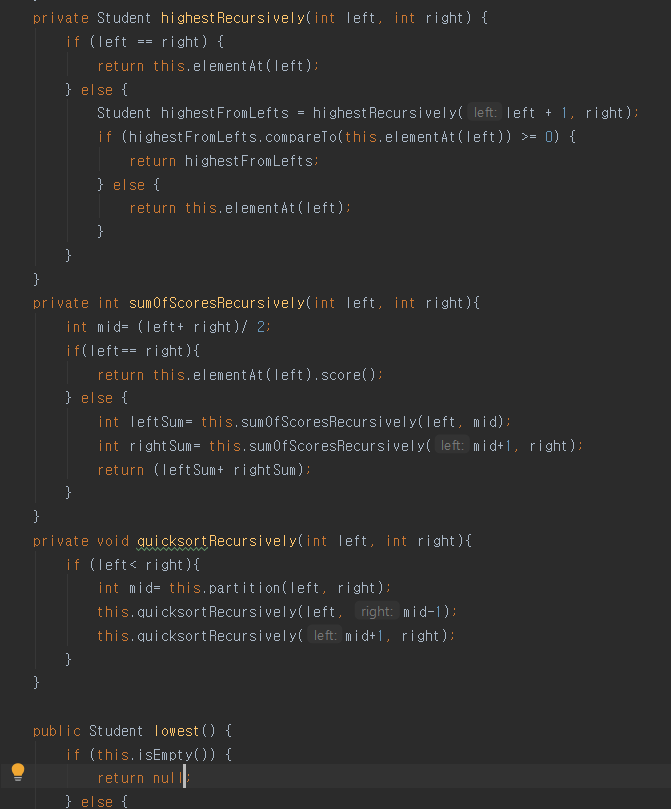 private Student highestRecursively(int left, int right) {
if (left == right) {
return this.elementAt(left);
} else {
Student highestFromLefts = highestRecursively( left: left + 1, right);
if (highestFromLefts.compareTo(this.elementAt(left)) >= 0) {
return highestFromLefts;
} else {
return this.elementAt(left);
}
}
}
private int sumOfScoresRecursively(int left, int right){
int mid= (left+ right)/ 2;
if(left== right){
return this.elementAt(left).score();
} else {
int leftSum= this.sumOfScoresRecursively(left, mid);
int rightSum= this.sumOfScoresRecursively( left: mid+1, right);
return (leftSum+ rightSum);
}
}
private void quicksortRecursively(int left, int right){
if (left< right){
int mid= this.partition(left, right);
this.quicksortRecursively(left, right: mid-1);
this.quicksortRecursively( left: mid+1, right);
}
}
public Student lowest() {
if (this.isEmpty()) {
return null;
} else {